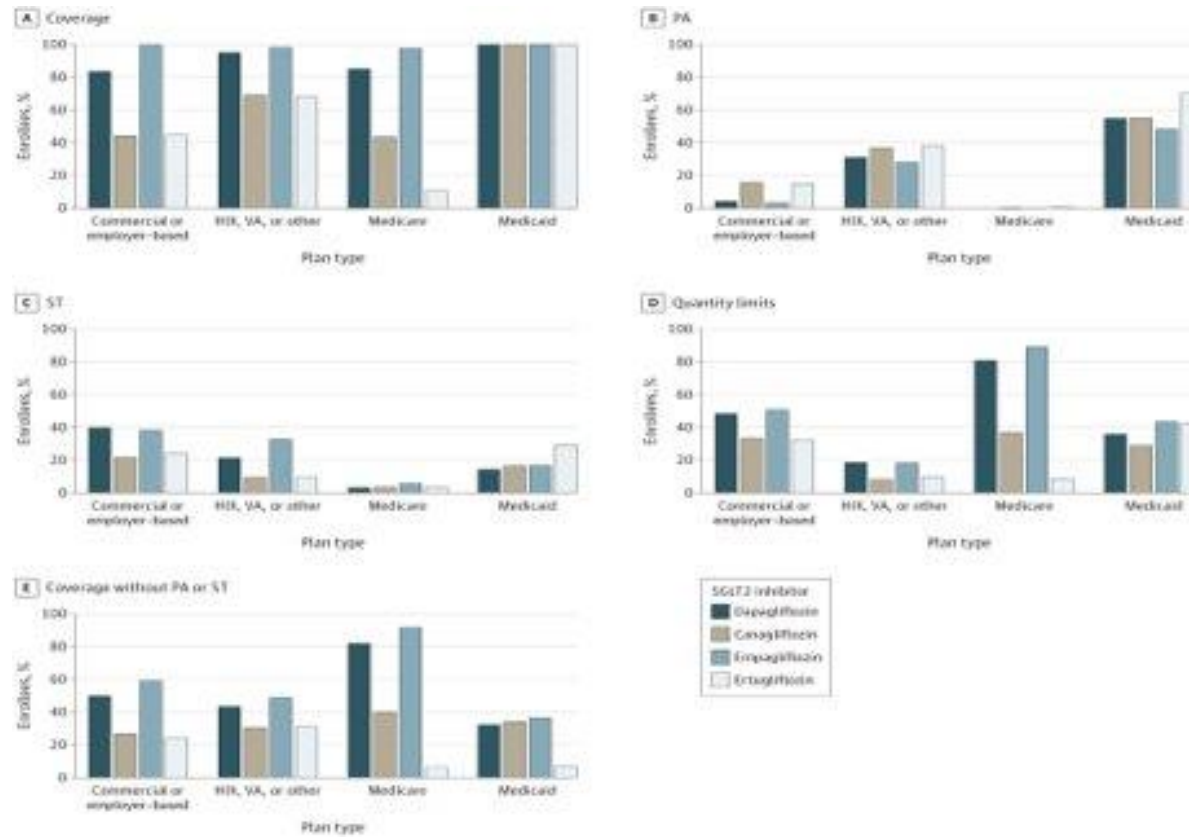 A Coverage
100
80
60
40
20
0
Enrollees, %
Commercial or
employer-based
HIX, VA, or other
Medicare
Medicaid
Plan type
B PA
100
80
60
40
20
0
Enrollees, %
Commercial or
employer-based
HIX, VA, or other
Medicare
Medicaid
Plan type
C ST
100
80
60
40
20
0
Enrollees, %
Commercial or
employer-based
HIX, VA, or other
Medicare
Medicaid
Plan type
D Quantity limits
100
80
60
40
20
0
Enrollees, %
Commercial or
employer-based
HIX, VA, or other
Medicare
Medicaid
Plan type
E Coverage without PA or ST
100
80
60
40
20
0
Enrollees, %
Commercial or
employer-based
HIX, VA, or other
Medicare
Medicaid
Plan type
SGLT2 inhibitor
Dapagliflozin
Canagliflozin
Empagliflozin
Ertugliflozin